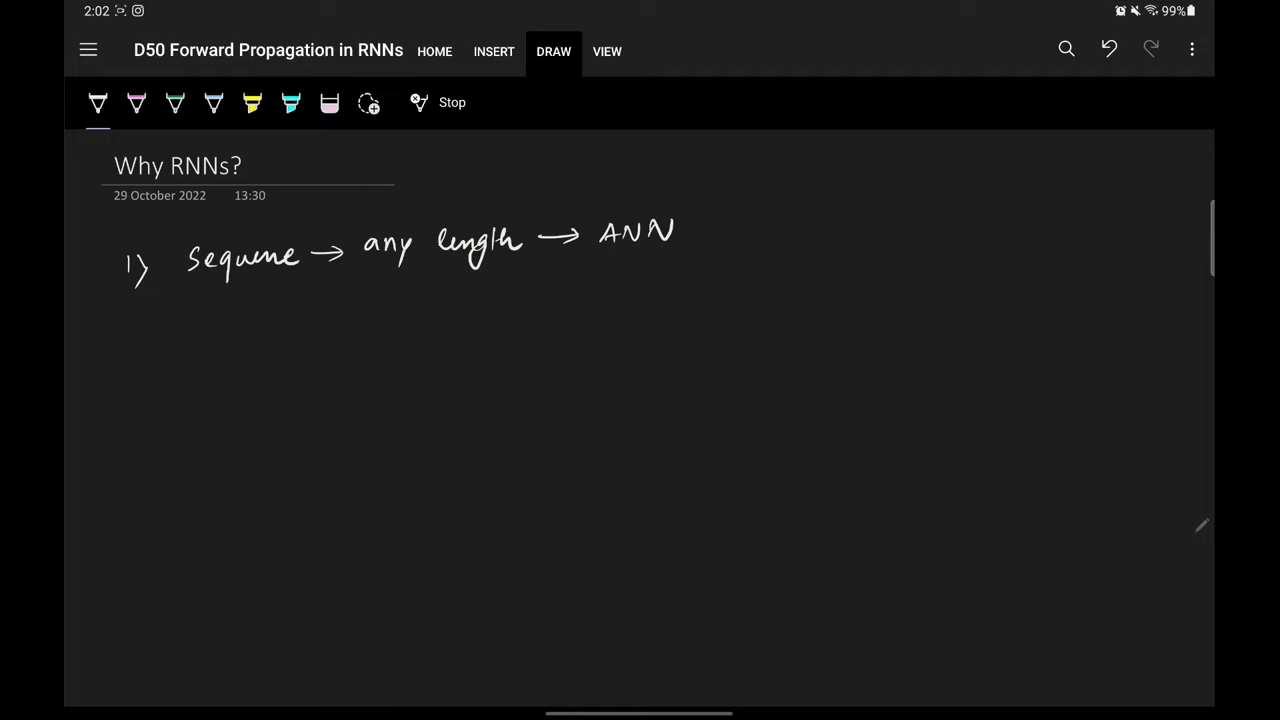 2:02 99%
D50 Forward Propagation in RNNs HOME INSERT DRAW VIEW
Stop
Why RNNs?
29 October 2022 13:30
1) Sequence → any length → ANN